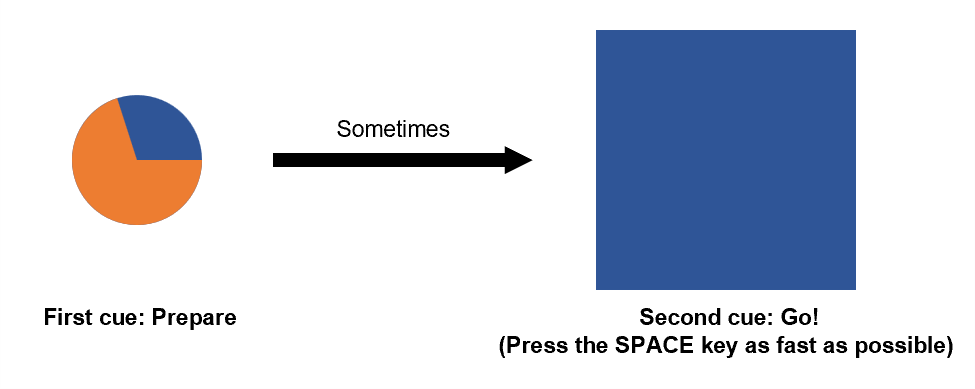 Sometimes
First cue: Prepare
Second cue: Go!
(Press the SPACE key as fast as possible)